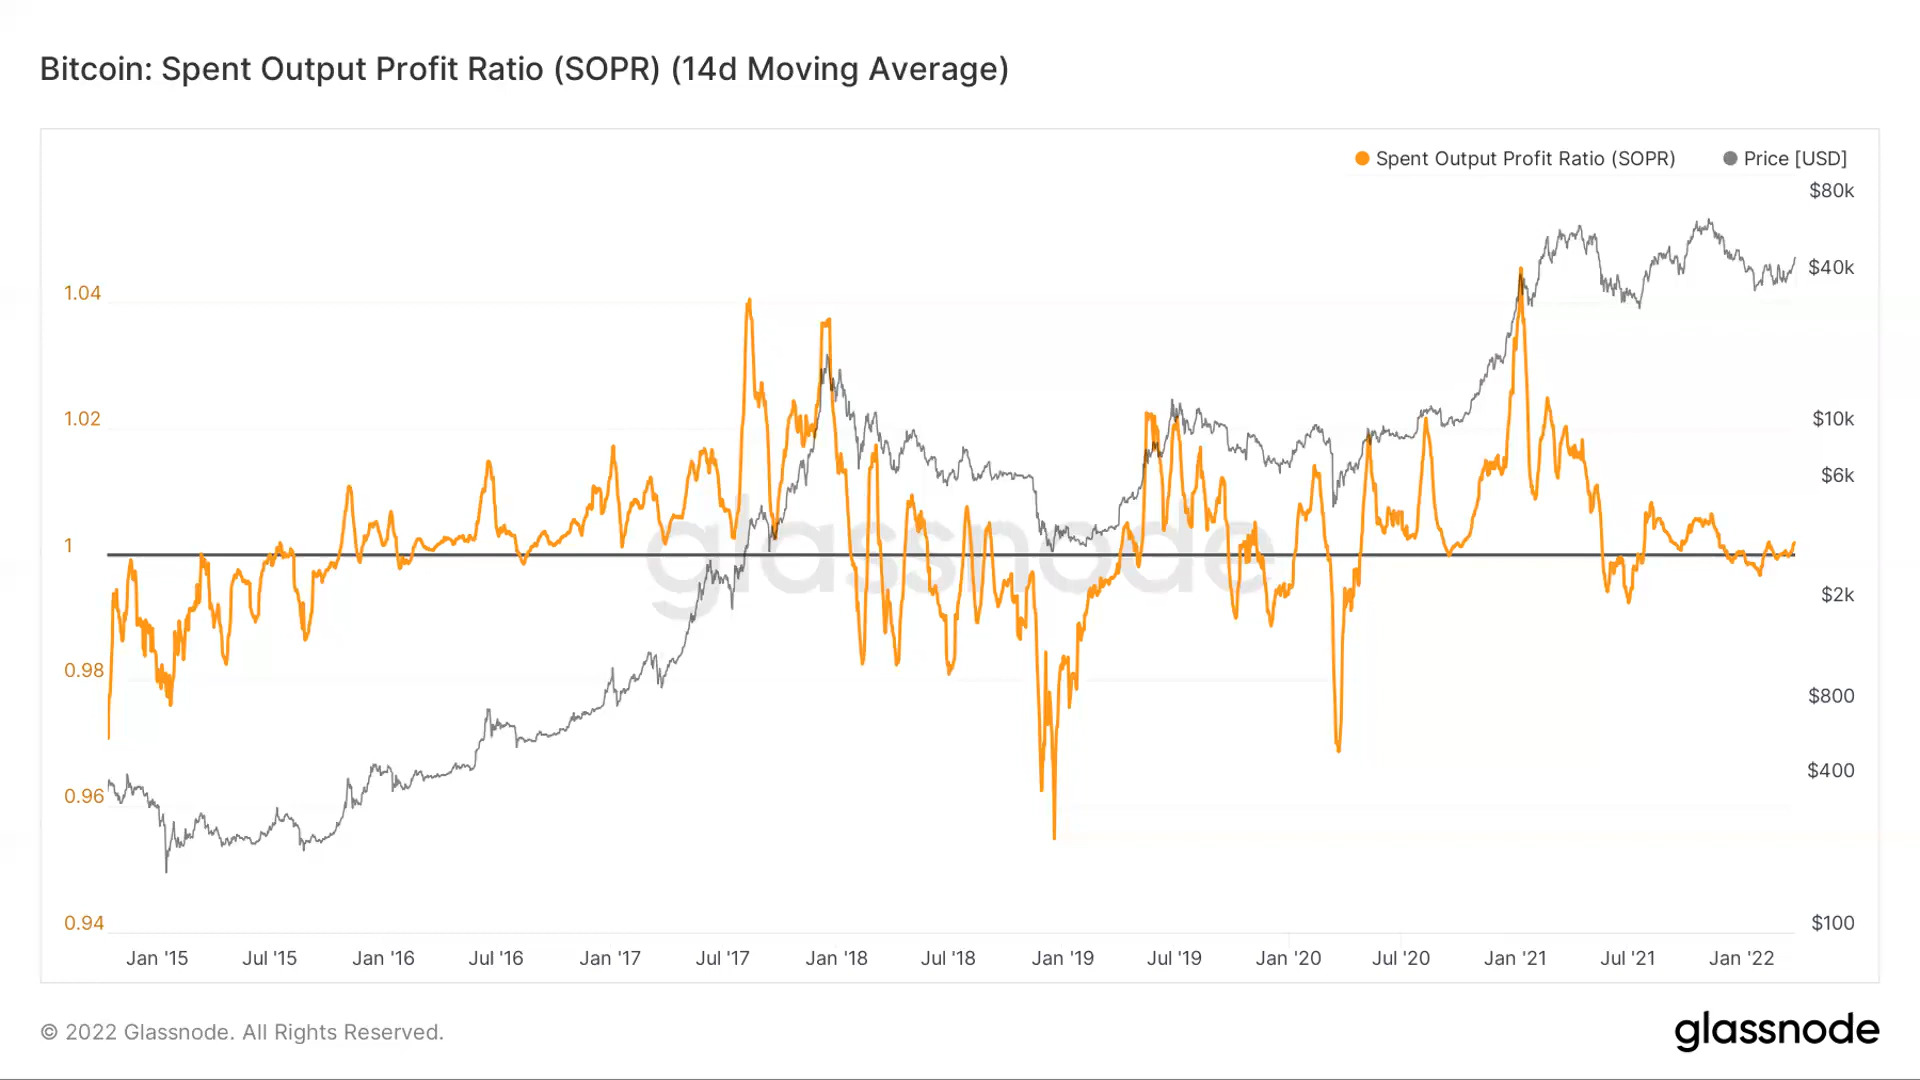 Bitcoin: Spent Output Profit Ratio (SOPR) (14d Moving Average)
Spent Output Profit Ratio (SOPR) Price [USD]
$80k
$40k
1.04
1.02 $10k
$6k
1
glassnode
$2k
0.98
$800
$400
0.96
0.94 $100
Jan '15 Jul '15 Jan '16 Jul '16 Jan '17 Jul '17 Jan '18 Jul '18 Jan '19 Jul '19 Jan '20 Jul '20 Jan '21 Jul '21 Jan '22
© 2022 Glassnode. All Rights Reserved.
glassnode